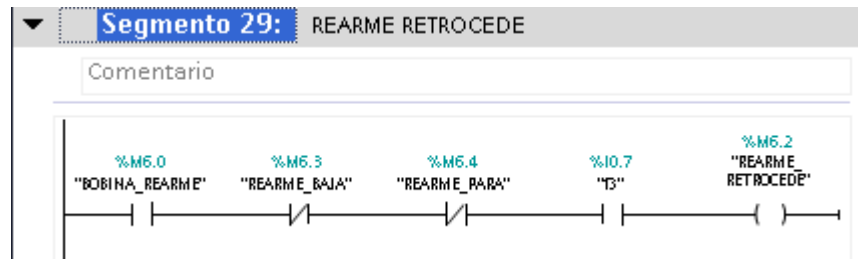 Segmento 29: REARME RETROCEDE
Comentario
%M6.0 %M6.3 %M6.4 %I0.7 %M6.2
"BOBINA_REARME" "REARME_BAJA" "REARME_PARA" "f3" "REARME_
RETROCEDE"